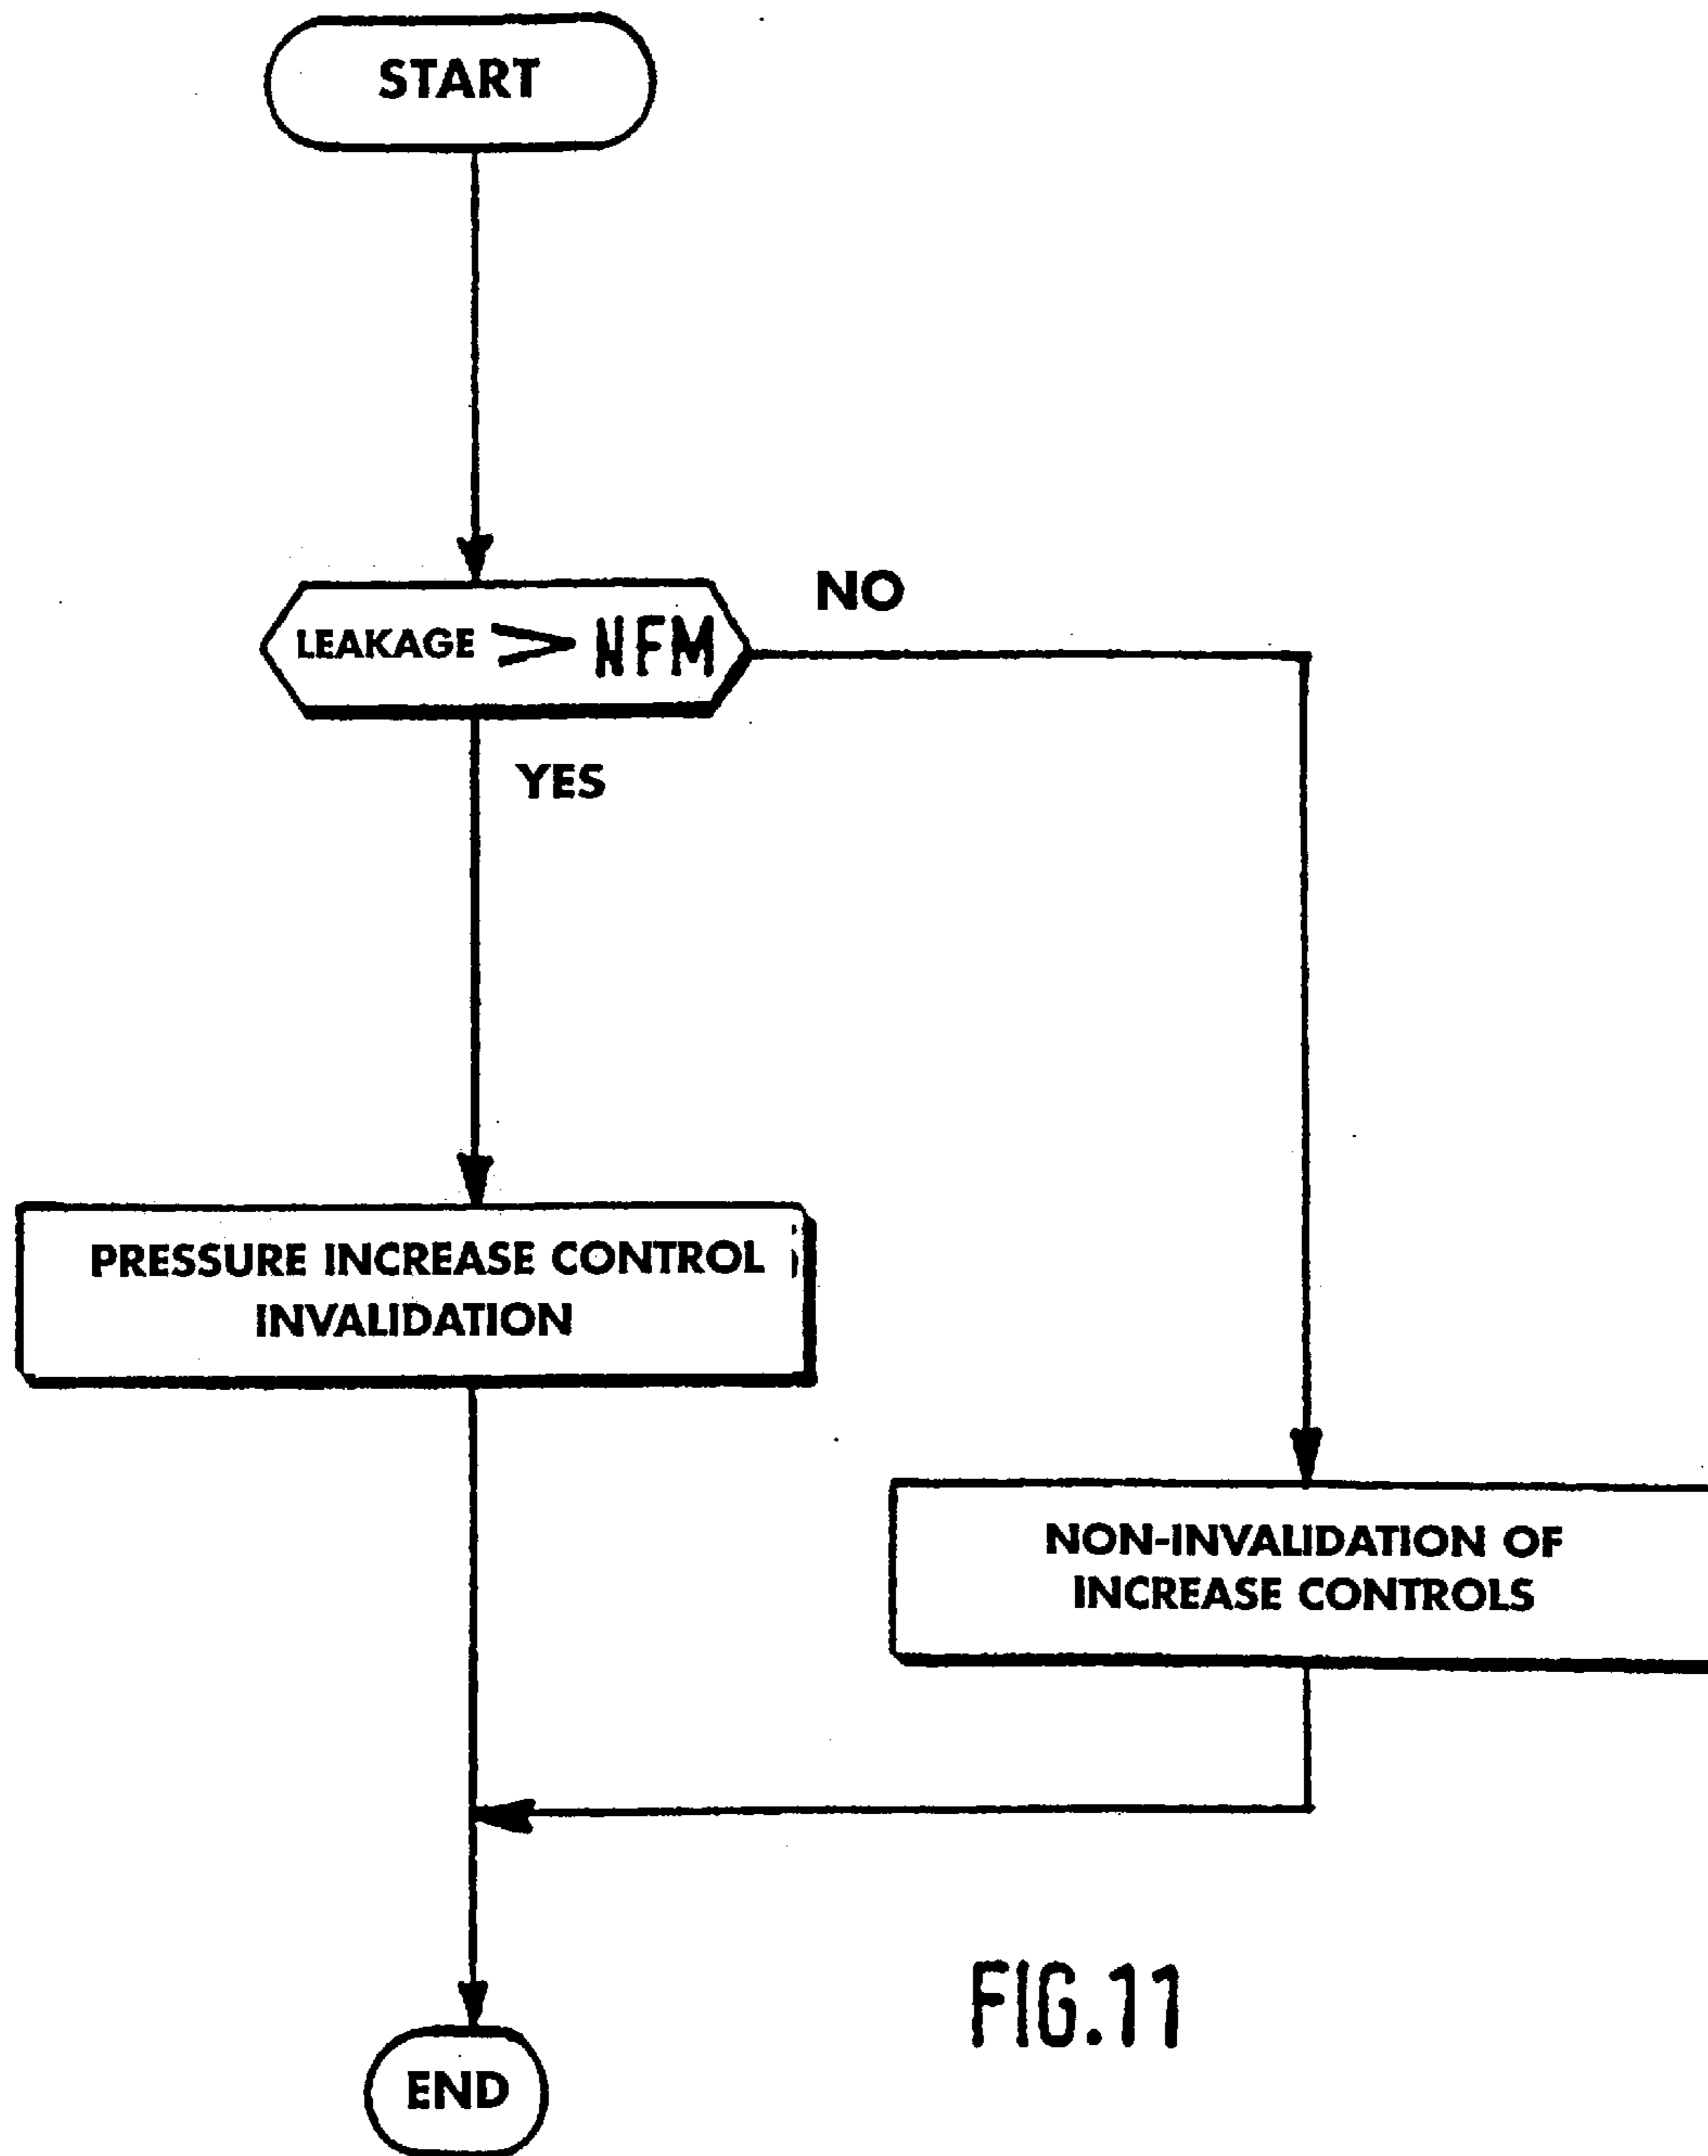 START
LEAKAGE > NFM
NO
YES
PRESSURE INCREASE CONTROL
INVALIDATION
NON-INVALIDATION OF
INCREASE CONTROLS
FIG.11
END